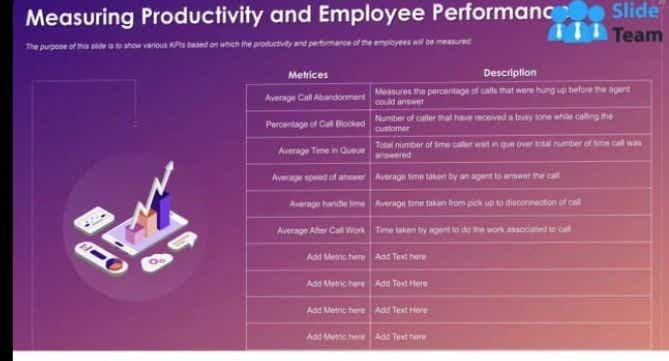 Measuring Productivity and Employee Performance
Slide
Team
The purpose of this slide is to show various KPIs based on which the productivity and performance of the employees will be measured:
Metrices Description
Average Call Abandonment Measures the percentage of calls that were hung up before the agent
could answer
Percentage of Call Blocked Number of caller that have received a busy tone while calling the
customer
Average Time in Queue Total number of time caller wait in que over total number of time call was
answered
Average speed of answer Average time taken by an agent to answer the call
Average handle time Average time taken from pick up to disconnection of call
Average After Call Work Time taken by agent to do the work associated to call
Add Metric here Add Text here
Add Metric here Add Text here
Add Metric here Add Text Here
Add Metric here Add Text here